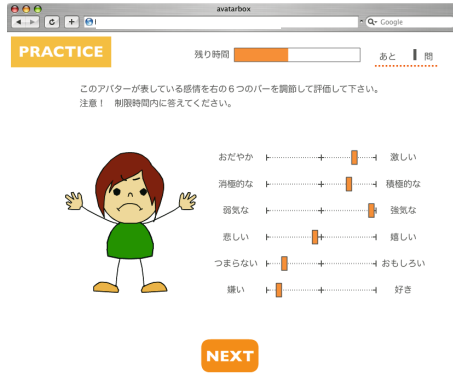 avatarbox
Google
PRACTICE
残り時間
あと 1 問
このアバターが表している感情を右の6つのバーを調節して評価して下さい。
注意! 制限時間内に答えてください。
おだやか 激しい
消極的な 積極的な
弱気な 強気な
悲しい 嬉しい
つまらない おもしろい
嫌い 好き
NEXT